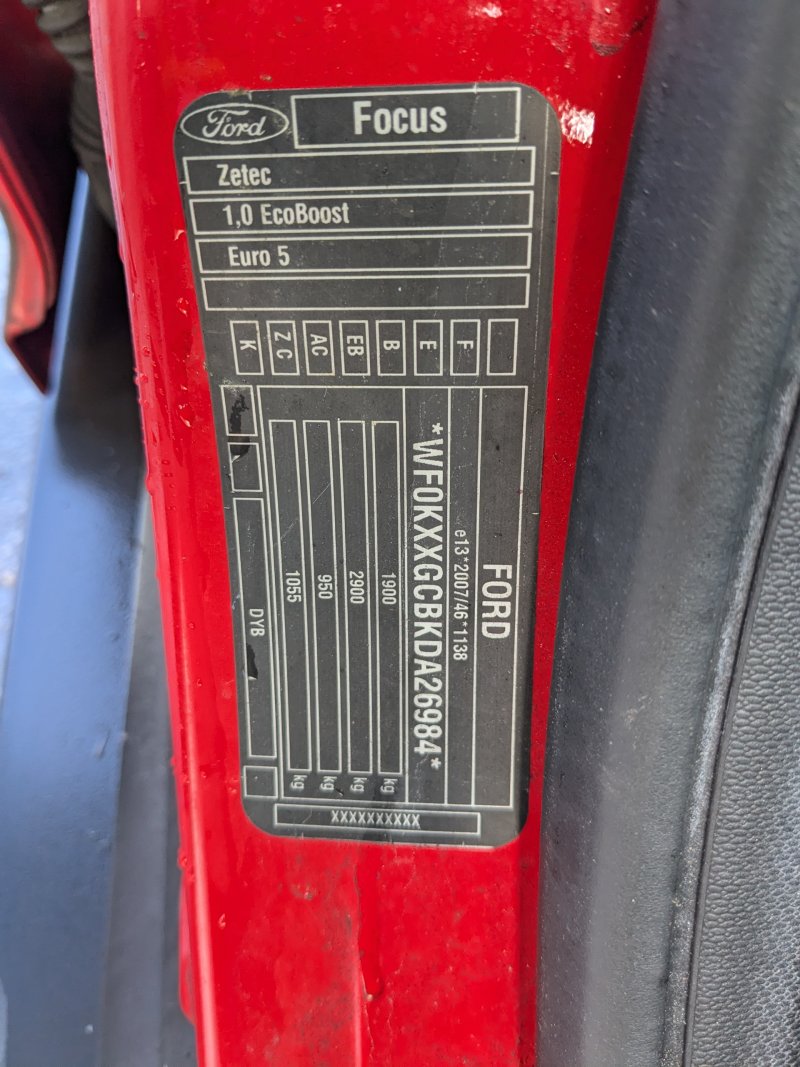 Ford
Focus
Zetec
1,0 EcoBoost
Euro 5
K
Z C
AC
EB
B
E
F
FORD
e13*2007/46*1138
*WF0KXXGCBKDA26984*
1900 kg
2900 kg
950 kg
1055 kg
DYB
XXXXXXXXXX